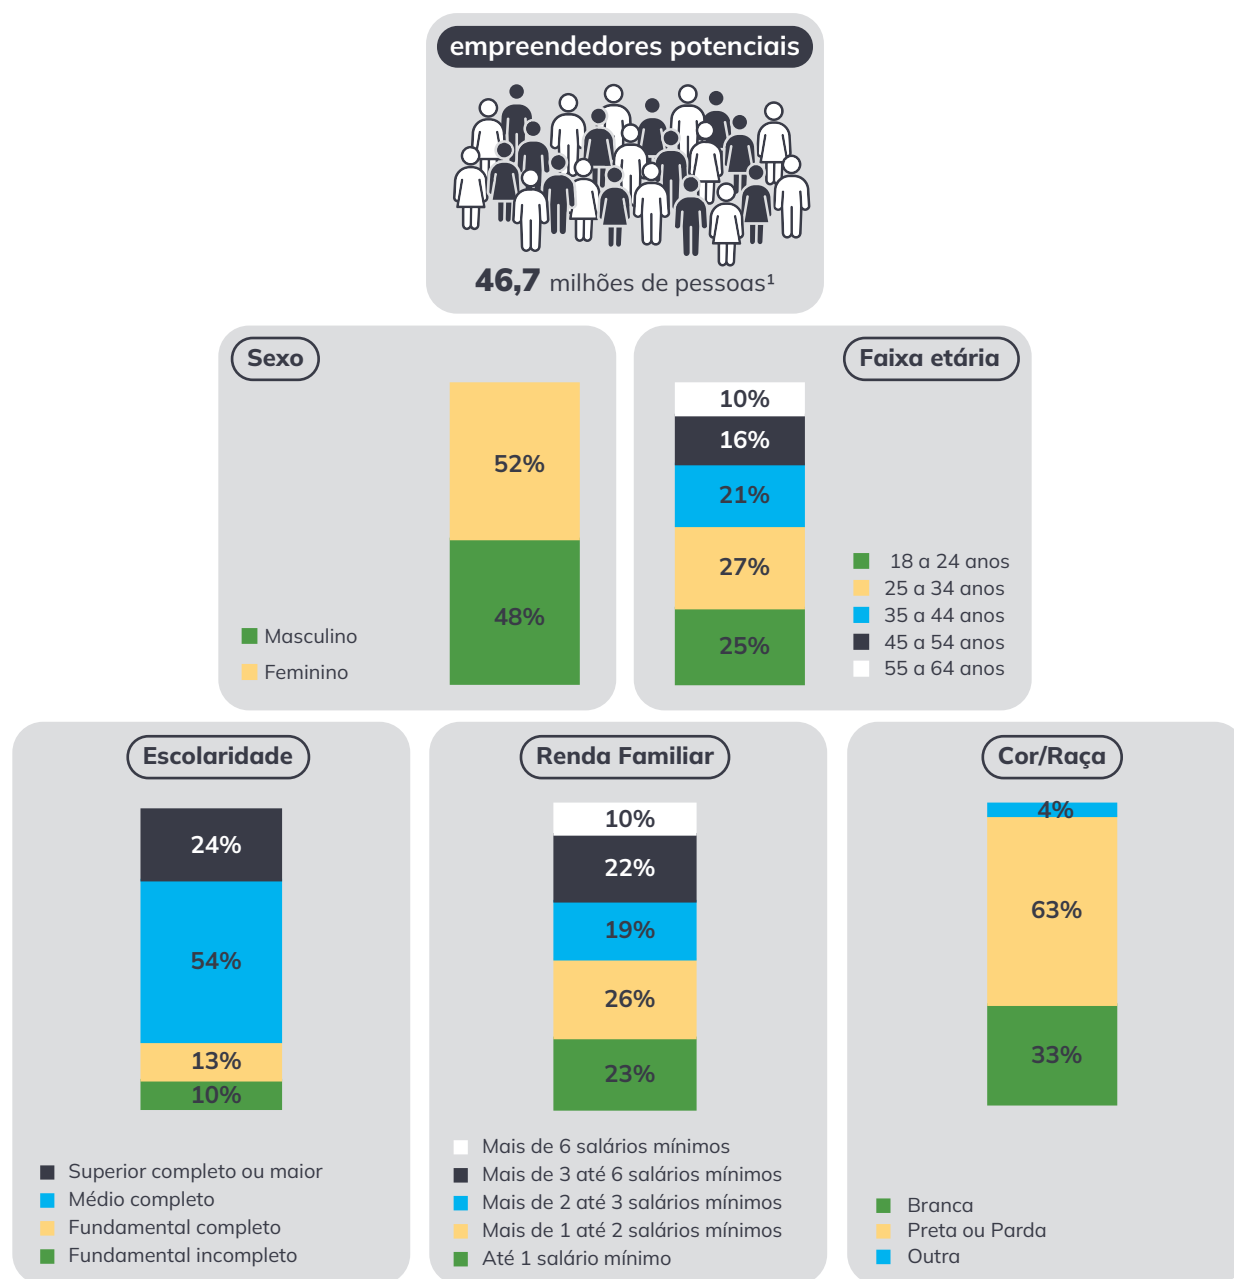 empreendedores potenciais
46,7 milhões de pessoas¹
Sexo
52%
48%
Masculino
Feminino
Faixa etária
10%
16%
21%
27%
25%
18 a 24 anos
25 a 34 anos
35 a 44 anos
45 a 54 anos
55 a 64 anos
Escolaridade
24%
54%
13%
10%
Superior completo ou maior
Médio completo
Fundamental completo
Fundamental incompleto
Renda Familiar
10%
22%
19%
26%
23%
Mais de 6 salários mínimos
Mais de 3 até 6 salários mínimos
Mais de 2 até 3 salários mínimos
Mais de 1 até 2 salários mínimos
Até 1 salário mínimo
Cor/Raça
4%
63%
33%
Branca
Preta ou Parda
Outra